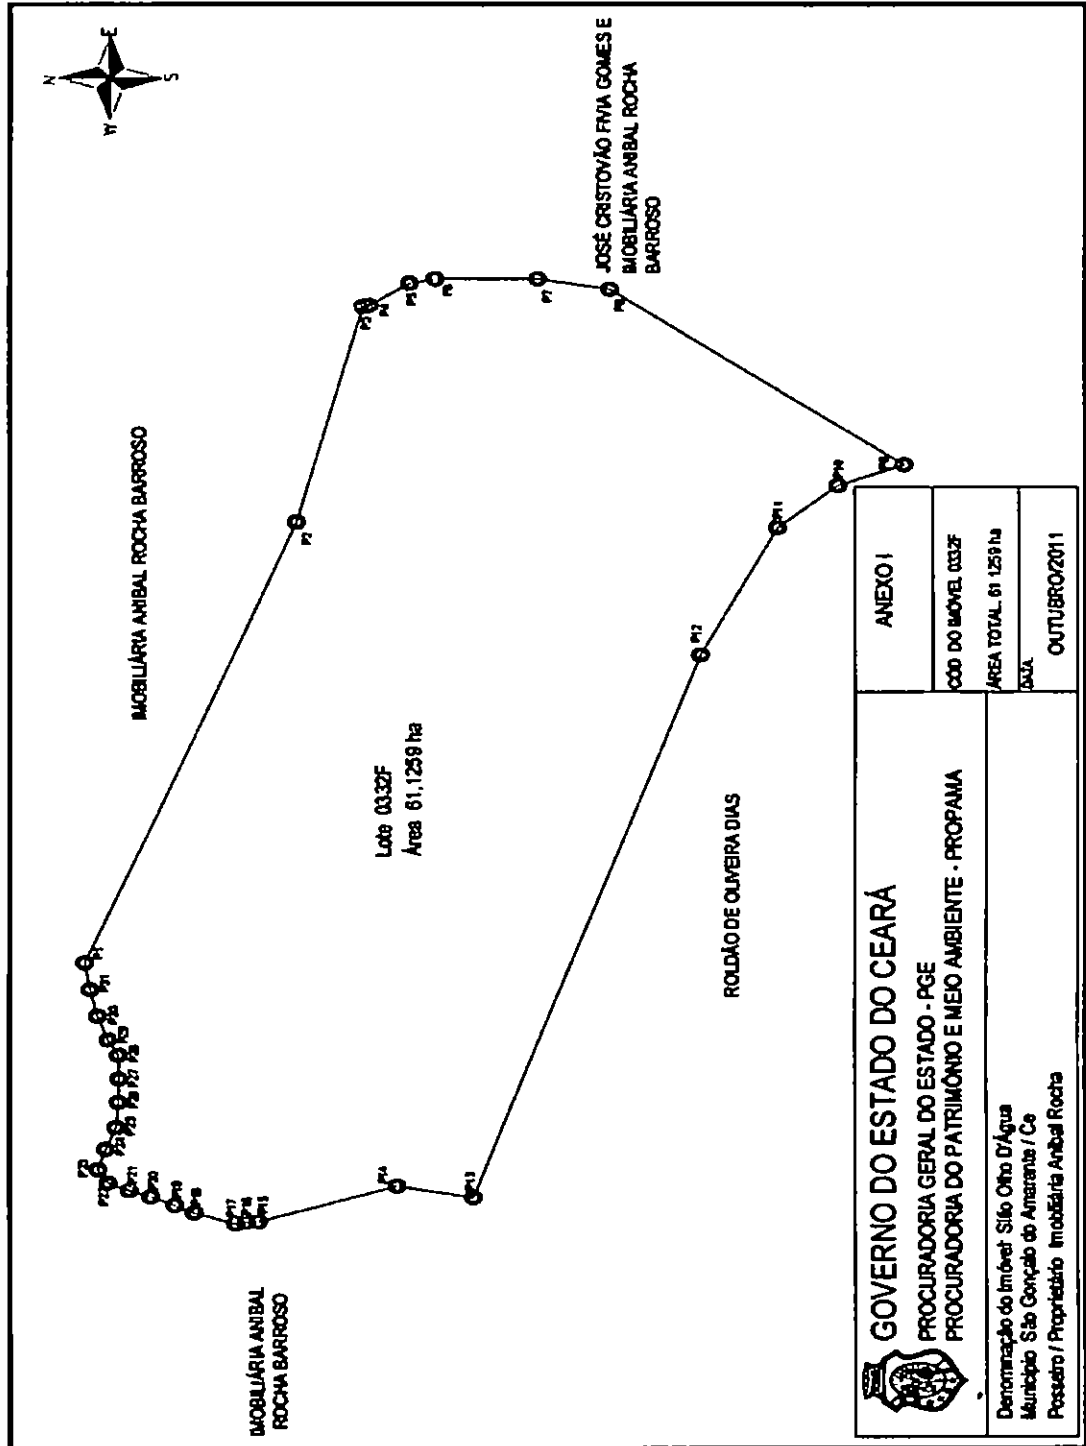 N
E
S
W
IMOBILIÁRIA ANIBAL ROCHA BARROSO
JOSÉ CRISTOVÃO FIVIA GOMES E
IMOBILIÁRIA ANIBAL ROCHA
BARROSO
IMOBILIÁRIA ANIBAL
ROCHA BARROSO
Lote 0332F
Área 61,1259 ha
ROLDÃO DE OLIVEIRA DIAS
P1
P2
P3
P4
P5
P6
P7
P8
P9
P10
P11
P12
P13
P14
P15
P16
P17
P18
P19
P20
P21
P22
P23
P24
P25
P26
P27
P28
P29
P30
P31
GOVERNO DO ESTADO DO CEARÁ
PROCURADORIA GERAL DO ESTADO - PGE
PROCURADORIA DO PATRIMÔNIO E MEIO AMBIENTE - PROPAMA
ANEXO I
Denominação do Imóvel: Sítio Olho D'Água
Município São Gonçalo do Amarante / Ce
Posseiro / Proprietário Imobiliária Anibal Rocha
CÓD DO IMÓVEL 0332F
ÁREA TOTAL. 61 1259 ha
DATA.
OUTUBRO/2011